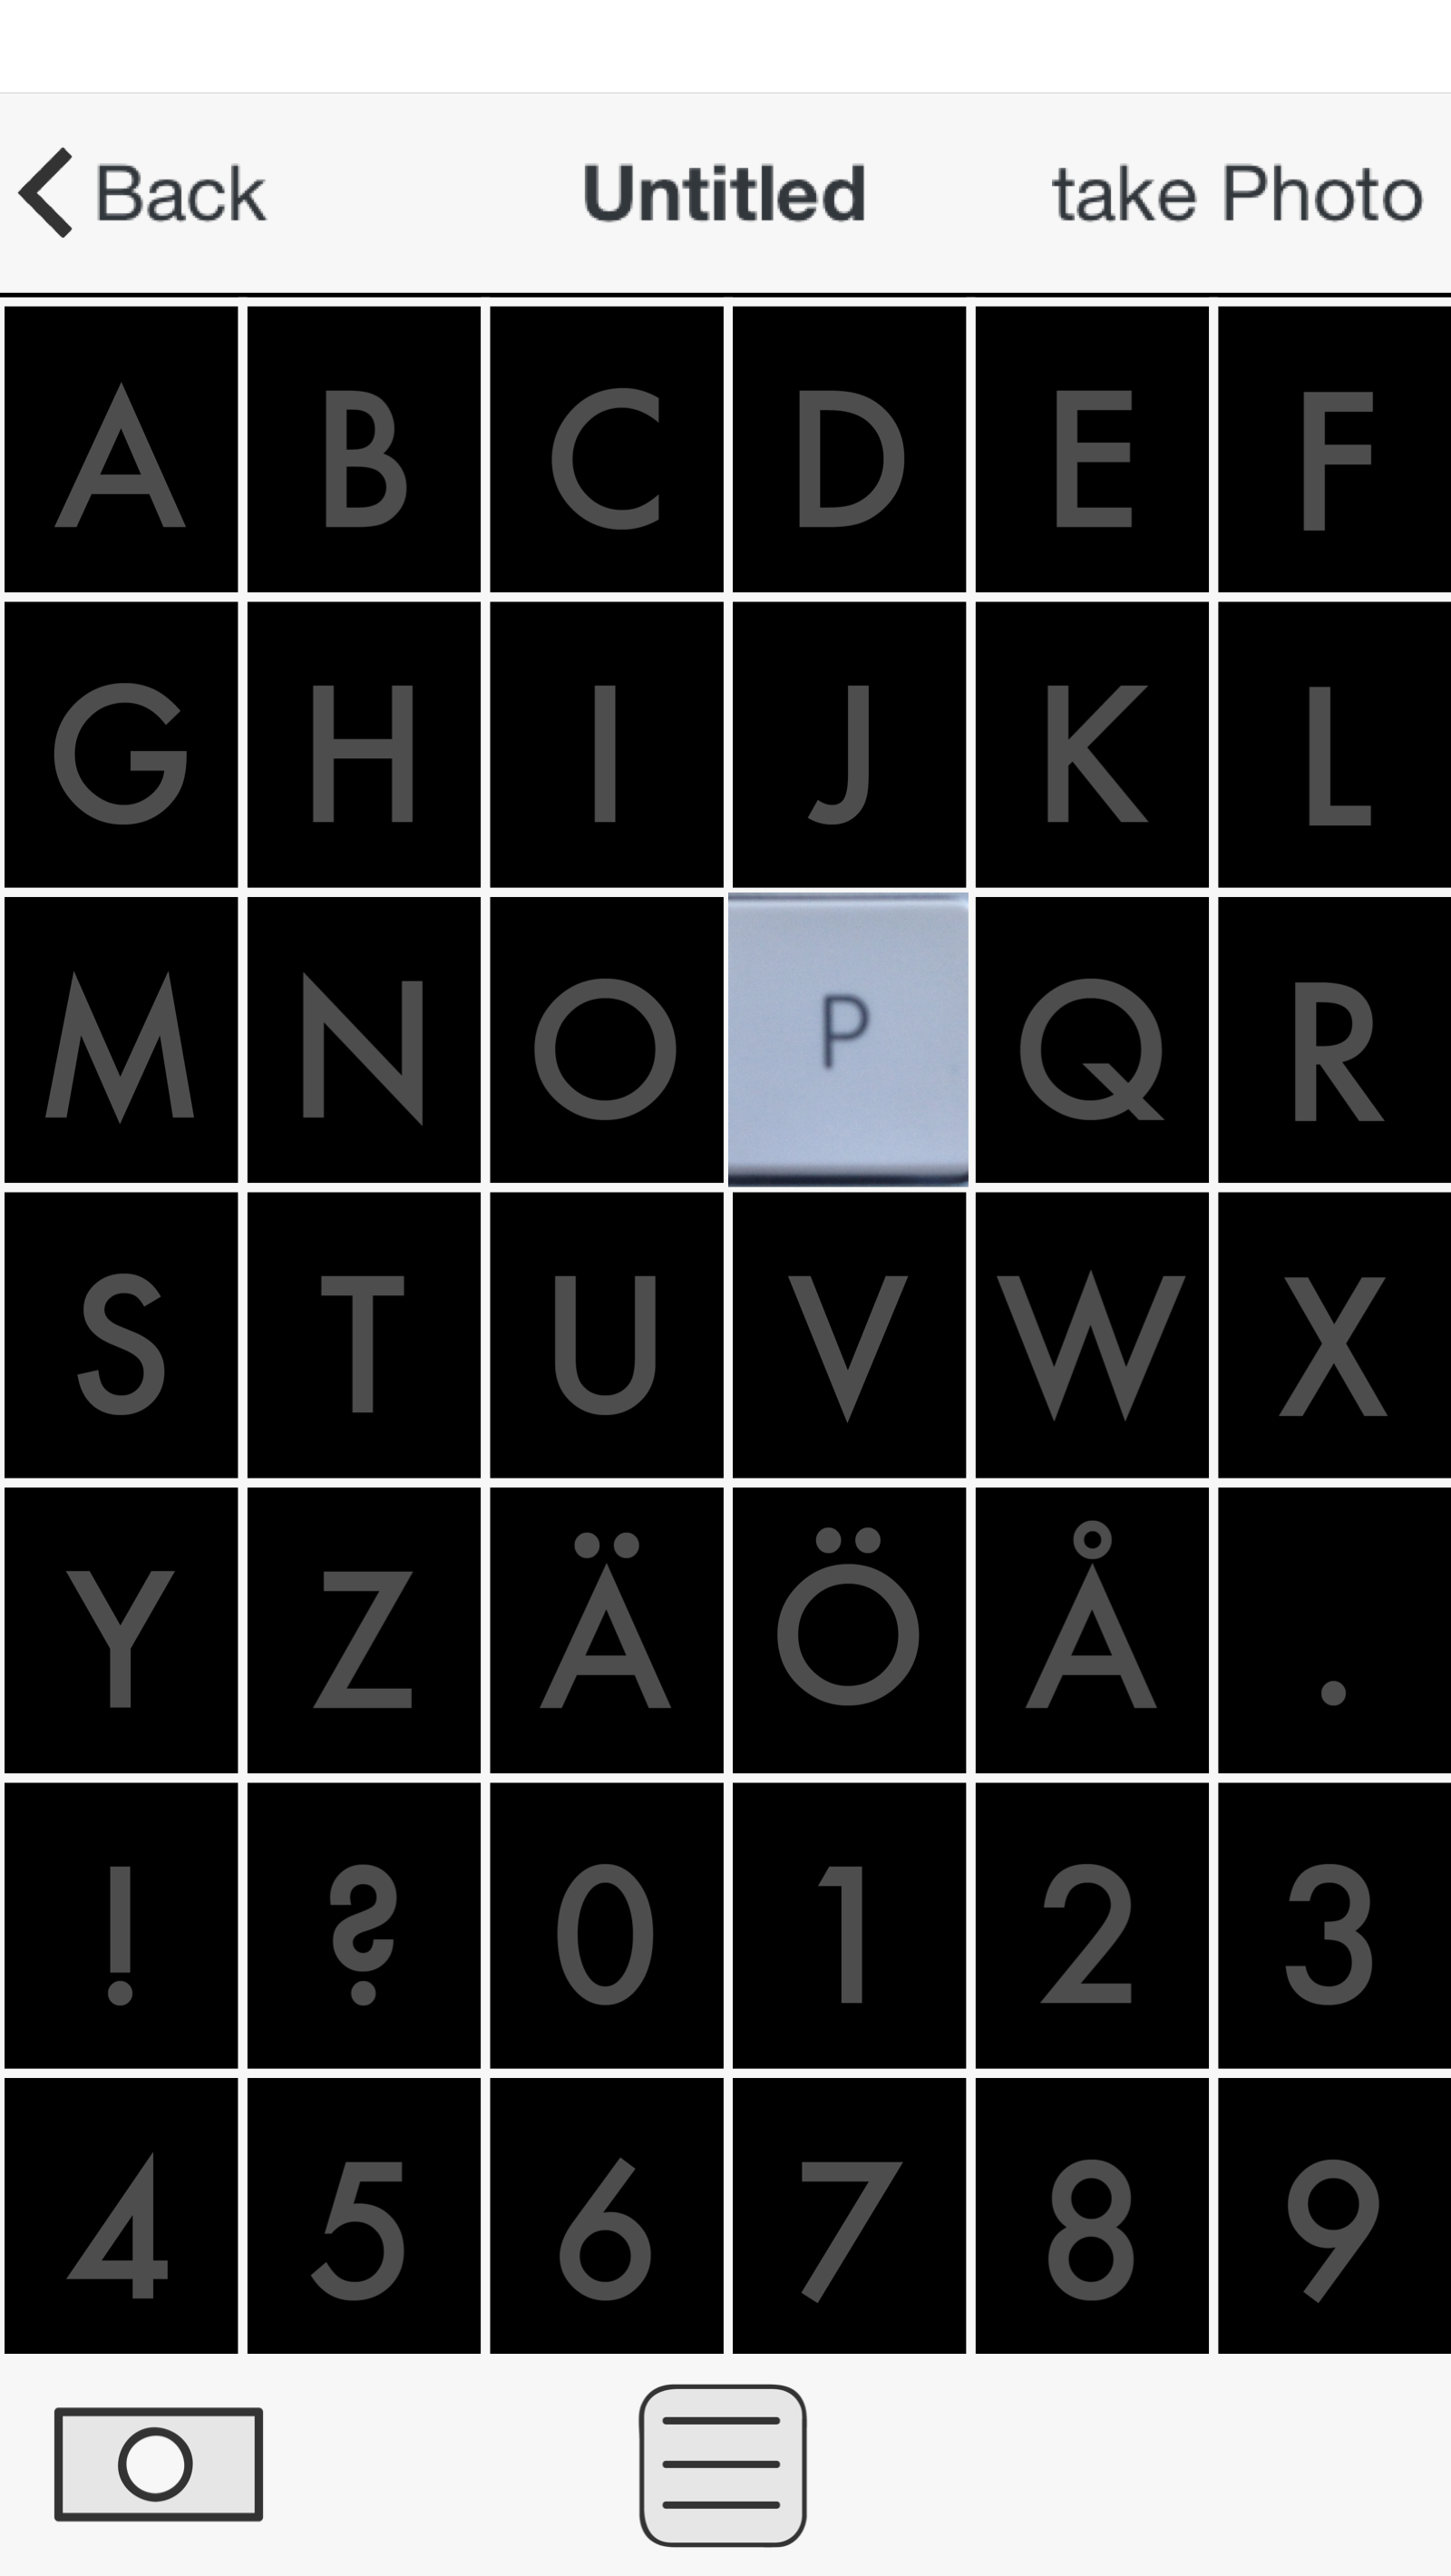 Back Untitled take Photo
A B C D E F
G H I J K L
M N O P Q R
S T U V W X
Y Z Ä Ö Å .
! ? 0 1 2 3
4 5 6 7 8 9